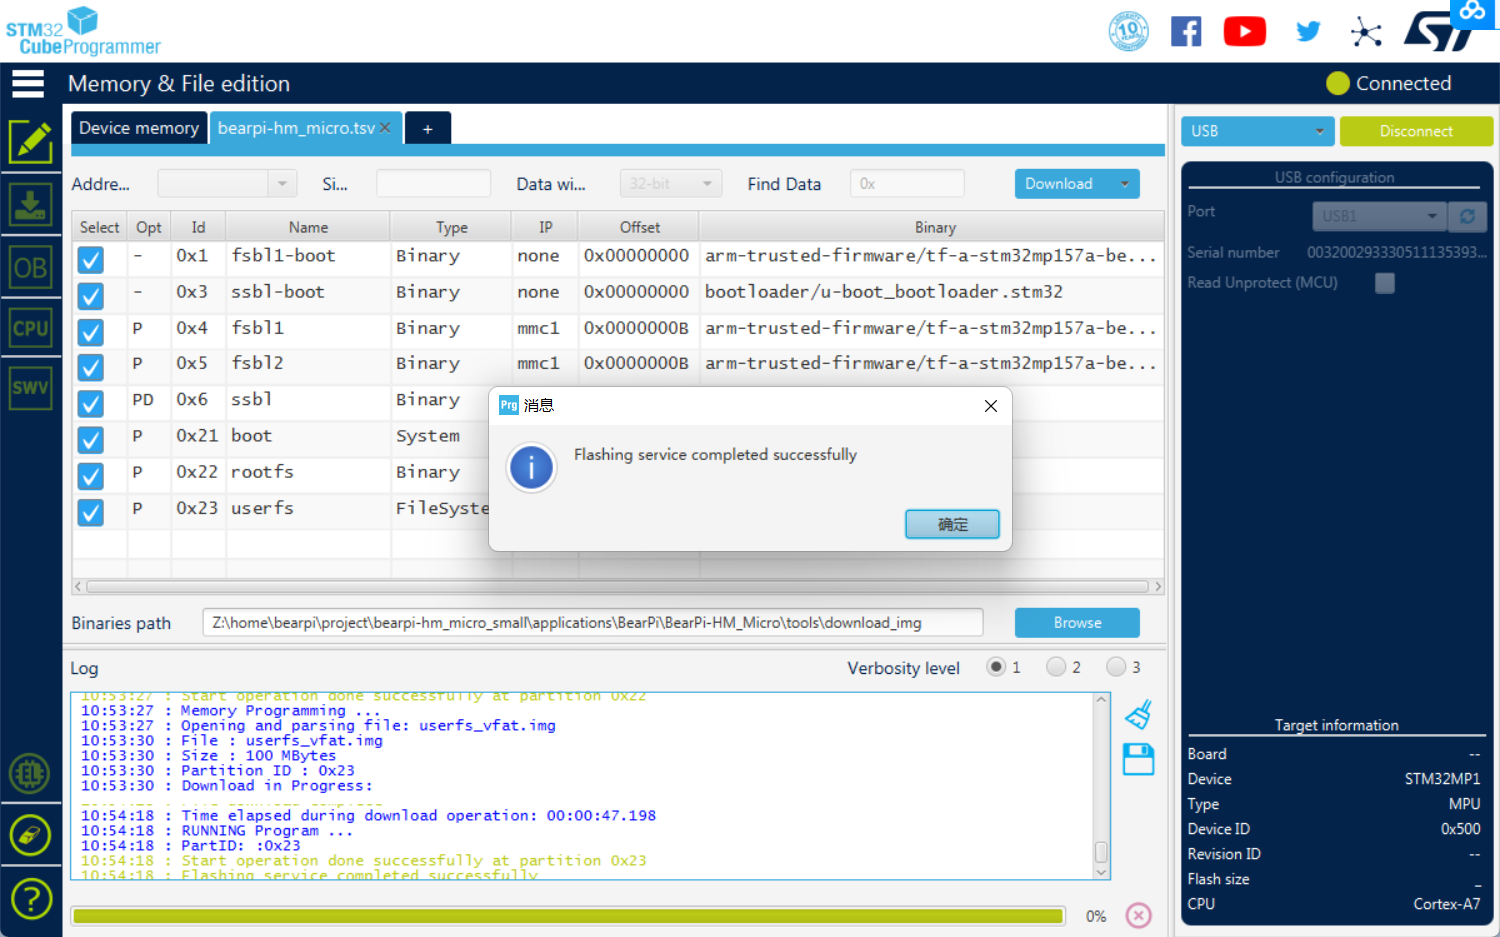 STM32
CubeProgrammer
10
Memory & File edition
Connected
Device memory
bearpi-hm_micro.tsv
+
USB
Disconnect
Addre...
Si...
Data wi...
32-bit
Find Data
0x
Download
USB configuration
Port
USB1
Serial number
003200293330511135393...
Read Unprotect (MCU)
Select Opt Id Name Type IP Offset Binary
- 0x1 fsbl1-boot Binary none 0x00000000 arm-trusted-firmware/tf-a-stm32mp157a-be...
- 0x3 ssbl-boot Binary none 0x00000000 bootloader/u-boot_bootloader.stm32
P 0x4 fsbl1 Binary mmc1 0x0000000B arm-trusted-firmware/tf-a-stm32mp157a-be...
P 0x5 fsbl2 Binary mmc1 0x0000000B arm-trusted-firmware/tf-a-stm32mp157a-be...
PD 0x6 ssbl Binary
P 0x21 boot System
P 0x22 rootfs Binary
P 0x23 userfs FileSyste
OB
CPU
SWV
Prg 消息
Flashing service completed successfully
确定
Binaries path
Z:\home\bearpi\project\bearpi-hm_micro_small\applications\BearPi\BearPi-HM_Micro\tools\download_img
Browse
Log
Verbosity level
1
2
3
10:53:27 : Start operation done successfully at partition 0x22
10:53:27 : Memory Programming ...
10:53:27 : Opening and parsing file: userfs_vfat.img
10:53:30 : File : userfs_vfat.img
10:53:30 : Size : 100 MBytes
10:53:30 : Partition ID : 0x23
10:53:30 : Download in Progress:
10:54:18 : Time elapsed during download operation: 00:00:47.198
10:54:18 : RUNNING Program ...
10:54:18 : PartID: :0x23
10:54:18 : Start operation done successfully at partition 0x23
10:54:18 : Flashing service completed successfully
0%
Target information
Board --
Device STM32MP1
Type MPU
Device ID 0x500
Revision ID --
Flash size _
CPU Cortex-A7